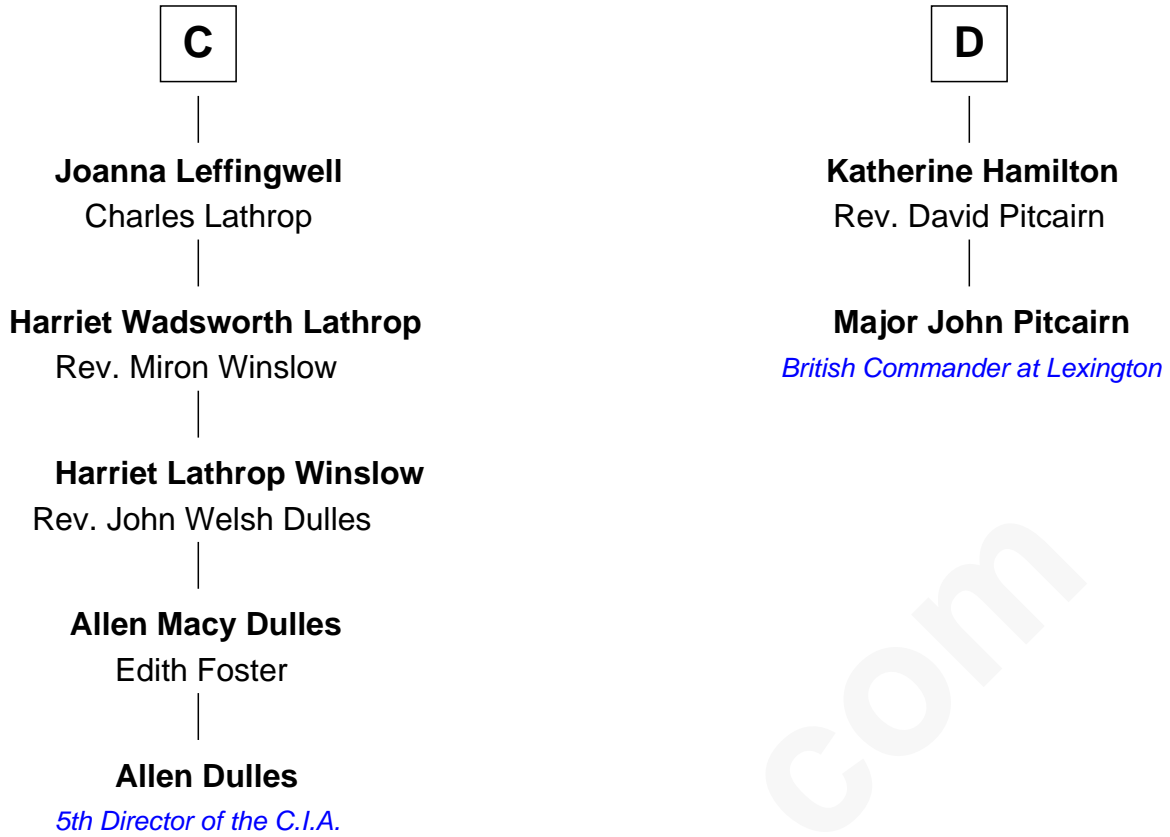 C
Joanna Leffingwell
Charles Lathrop
Harriet Wadsworth Lathrop
Rev. Miron Winslow
Harriet Lathrop Winslow
Rev. John Welsh Dulles
Allen Macy Dulles
Edith Foster
Allen Dulles
5th Director of the C.I.A.
D
Katherine Hamilton
Rev. David Pitcairn
Major John Pitcairn
British Commander at Lexington
com